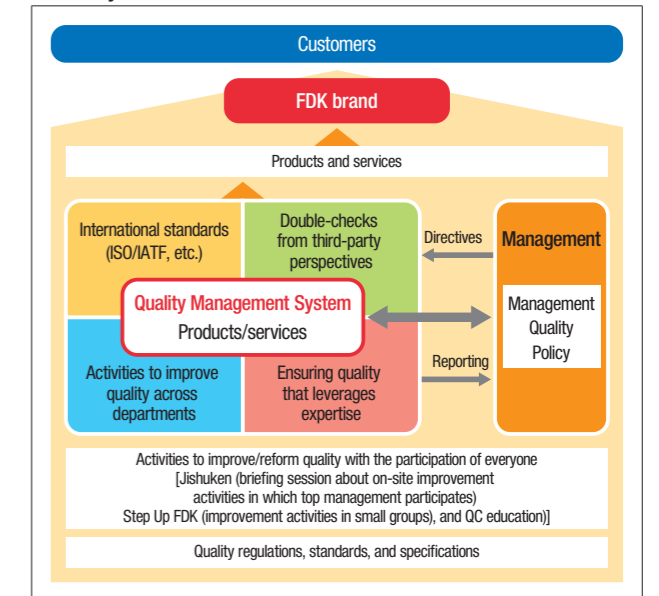 Customers
FDK brand
Products and services
International standards
(ISO/IATF, etc.)
Double-checks
from third-party
perspectives
Quality Management System
Products/services
Activities to improve
quality across
departments
Ensuring quality
that leverages
expertise
Directives
Reporting
Management
Management
Quality
Policy
Activities to improve/reform quality with the participation of everyone
[Jishuken (briefing session about on-site improvement
activities in which top management participates)
Step Up FDK (improvement activities in small groups), and QC education)]
Quality regulations, standards, and specifications